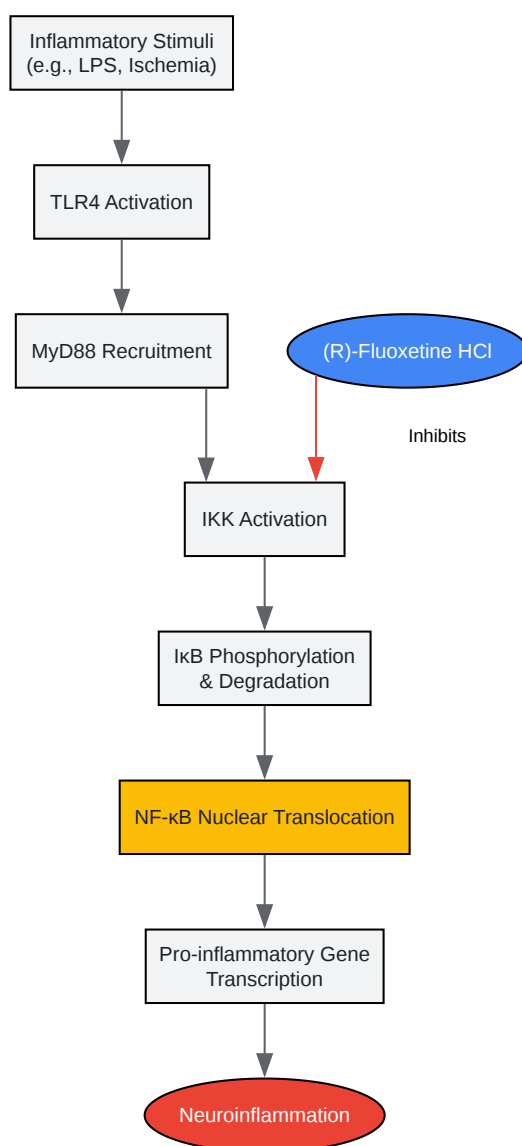 Inflammatory Stimuli
(e.g., LPS, Ischemia)
TLR4 Activation
MyD88 Recruitment
(R)-Fluoxetine HCl
Inhibits
IKK Activation
IκB Phosphorylation
& Degradation
NF-κB Nuclear Translocation
Pro-inflammatory Gene
Transcription
Neuroinflammation